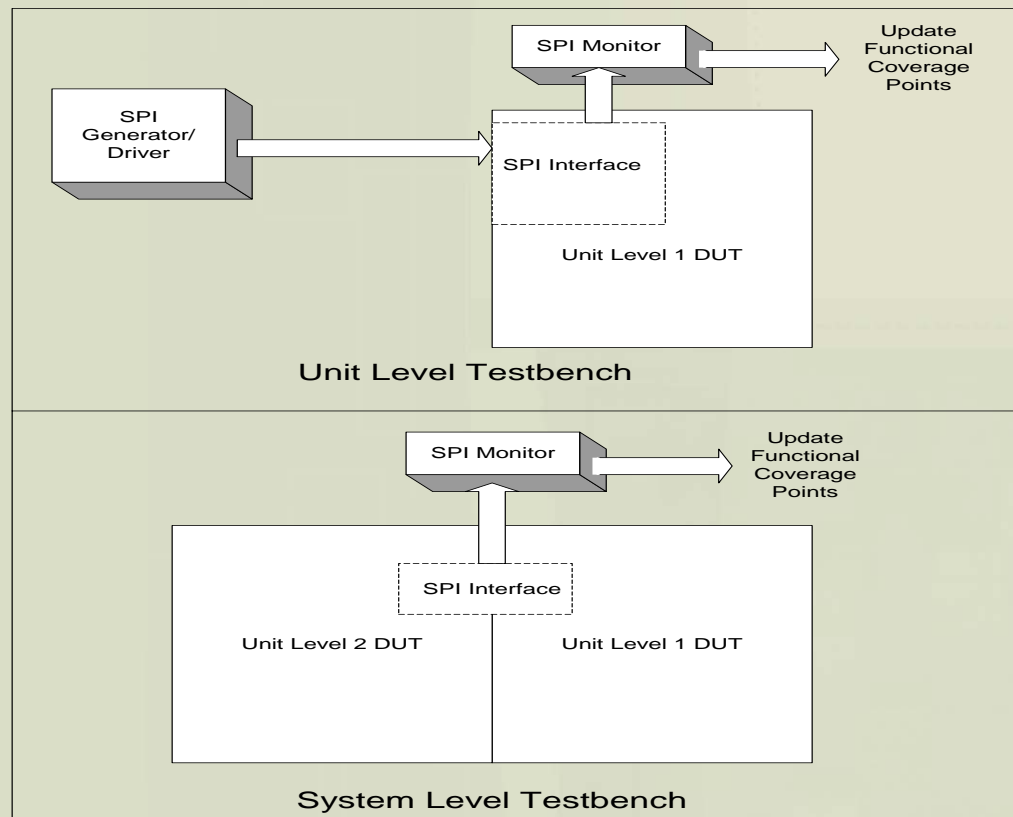 SPI Monitor
Update
Functional
Coverage
Points
SPI
Generator/
Driver
SPI Interface
Unit Level 1 DUT
Unit Level Testbench
SPI Monitor
Update
Functional
Coverage
Points
SPI Interface
Unit Level 2 DUT
Unit Level 1 DUT
System Level Testbench